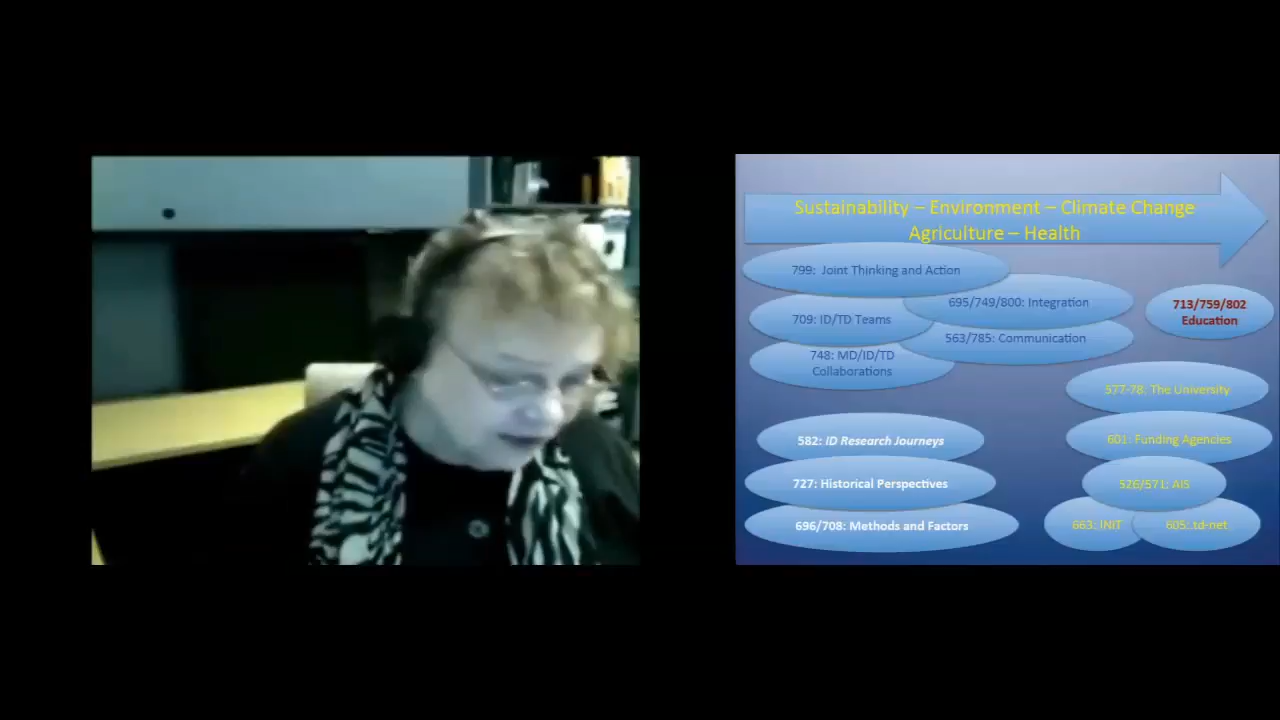 Sustainability – Environment – Climate Change
Agriculture – Health
799: Joint Thinking and Action
695/749/800: Integration
713/759/802
Education
709: ID/TD Teams
563/785: Communication
748: MD/ID/TD
Collaborations
577-78: The University
582: ID Research Journeys
601: Funding Agencies
727: Historical Perspectives
526/571: AIS
696/708: Methods and Factors
663: INIT
605: td-net